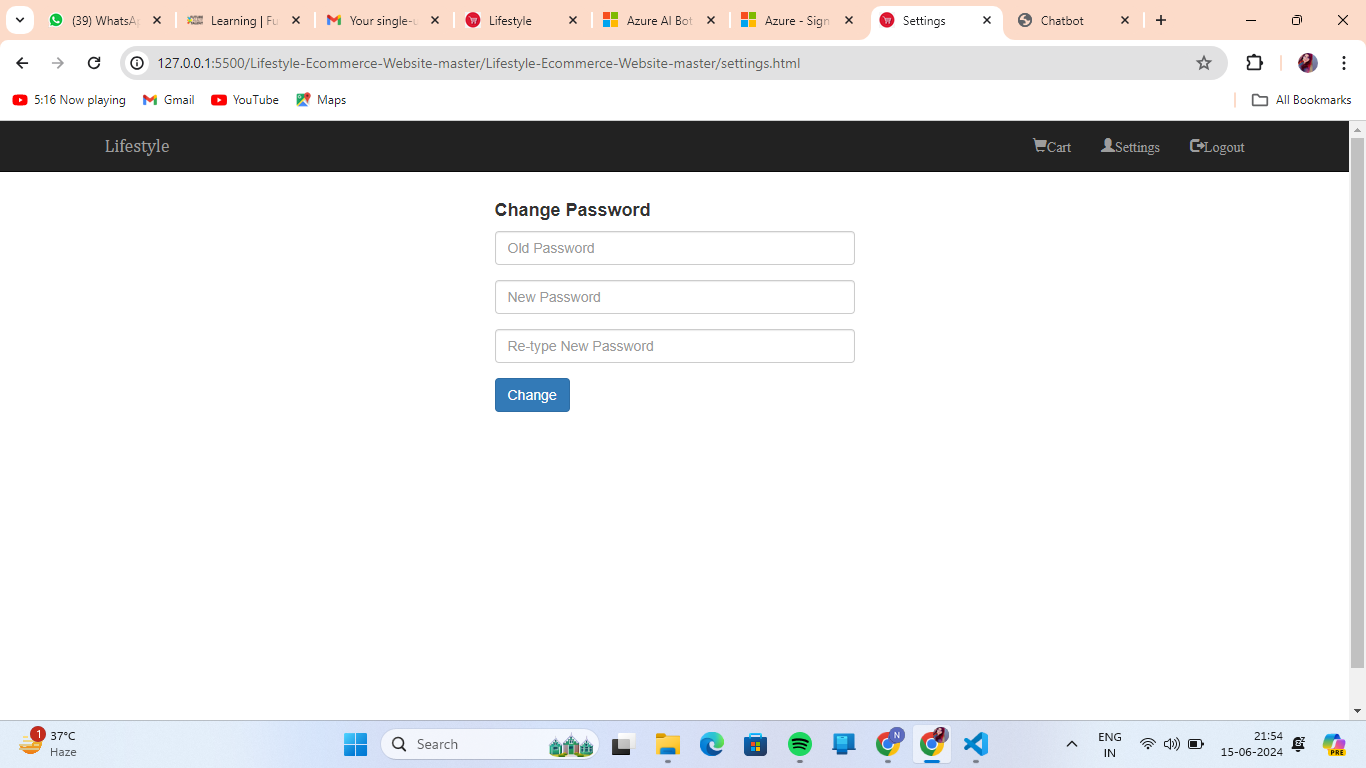 (39) WhatsA
Learning | Fu
Your single-u
Lifestyle
Azure AI Bot
Azure - Sign
Settings
Chatbot
127.0.0.1:5500/Lifestyle-Ecommerce-Website-master/Lifestyle-Ecommerce-Website-master/settings.html
5:16 Now playing
Gmail
YouTube
Maps
All Bookmarks
Lifestyle
Cart
Settings
Logout
Change Password
Old Password
New Password
Re-type New Password
Change
1
37°C
Haze
Search
N
ENG
IN
21:54
15-06-2024
PRE